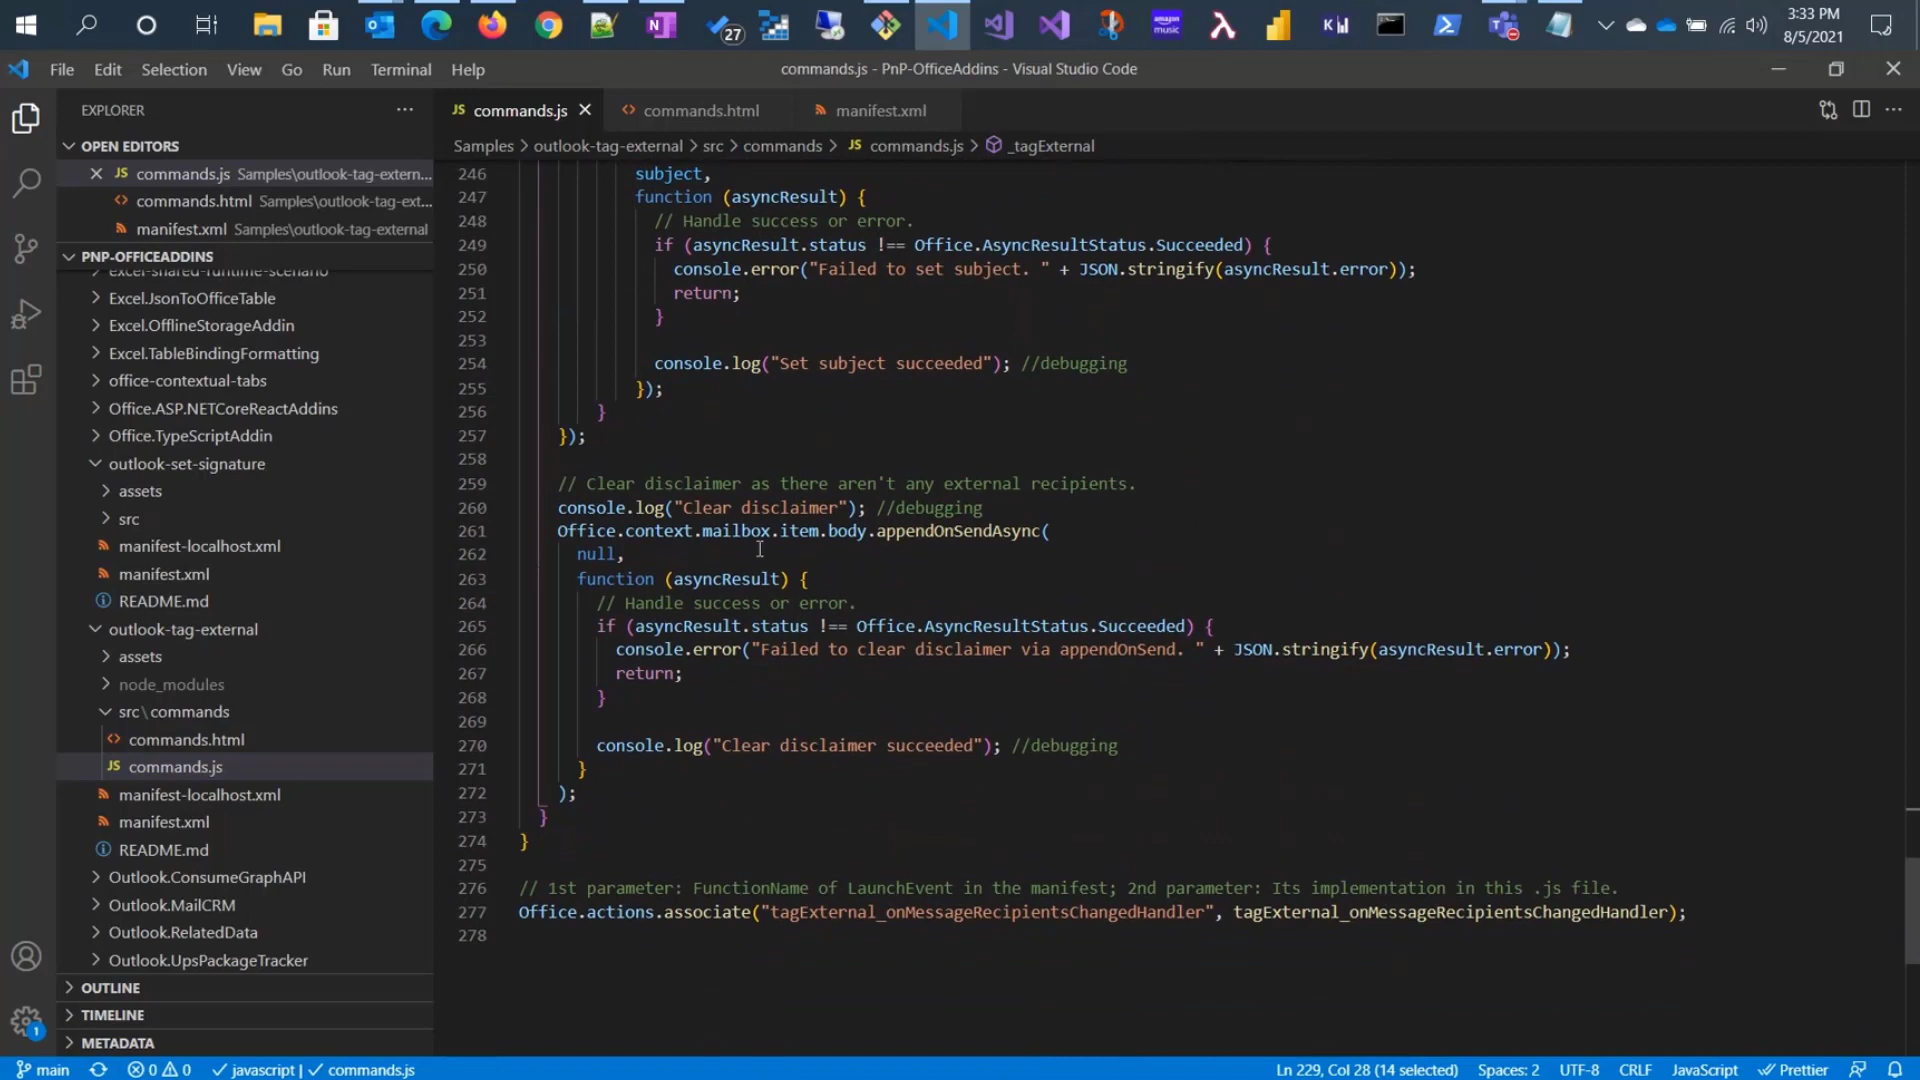 27
amazon music
3:33 PM
8/5/2021
File Edit Selection View Go Run Terminal Help
commands.js - PnP-OfficeAddins - Visual Studio Code
EXPLORER
JS commands.js
<> commands.html
manifest.xml
OPEN EDITORS
Samples > outlook-tag-external > src > commands > JS commands.js > _tagExternal
JS commands.js Samples\outlook-tag-extern...
<> commands.html Samples\outlook-tag-ext...
manifest.xml Samples\outlook-tag-external
PNP-OFFICEADDINS
excel-shared-runtime-scenario
Excel.JsonToOfficeTable
Excel.OfflineStorageAddin
Excel.TableBindingFormatting
office-contextual-tabs
Office.ASP.NETCoreReactAddins
Office.TypeScriptAddin
outlook-set-signature
assets
src
manifest-localhost.xml
manifest.xml
README.md
outlook-tag-external
assets
node_modules
src\commands
<> commands.html
JS commands.js
manifest-localhost.xml
manifest.xml
README.md
Outlook.ConsumeGraphAPI
Outlook.MailCRM
Outlook.RelatedData
Outlook.UpsPackageTracker
OUTLINE
TIMELINE
METADATA
1
246 subject,
247 function (asyncResult) {
248 // Handle success or error.
249 if (asyncResult.status !== Office.AsyncResultStatus.Succeeded) {
250 console.error("Failed to set subject. " + JSON.stringify(asyncResult.error));
251 return;
252 }
253
254 console.log("Set subject succeeded"); //debugging
255 });
256 }
257 });
258
259 // Clear disclaimer as there aren't any external recipients.
260 console.log("Clear disclaimer"); //debugging
261 Office.context.mailbox.item.body.appendOnSendAsync(
262 null,
263 function (asyncResult) {
264 // Handle success or error.
265 if (asyncResult.status !== Office.AsyncResultStatus.Succeeded) {
266 console.error("Failed to clear disclaimer via appendOnSend. " + JSON.stringify(asyncResult.error));
267 return;
268 }
269
270 console.log("Clear disclaimer succeeded"); //debugging
271 }
272 );
273 }
274 }
275
276 // 1st parameter: FunctionName of LaunchEvent in the manifest; 2nd parameter: Its implementation in this .js file.
277 Office.actions.associate("tagExternal_onMessageRecipientsChangedHandler", tagExternal_onMessageRecipientsChangedHandler);
278
main 0 0 javascript | commands.js Ln 229, Col 28 (14 selected) Spaces: 2 UTF-8 CRLF JavaScript Prettier